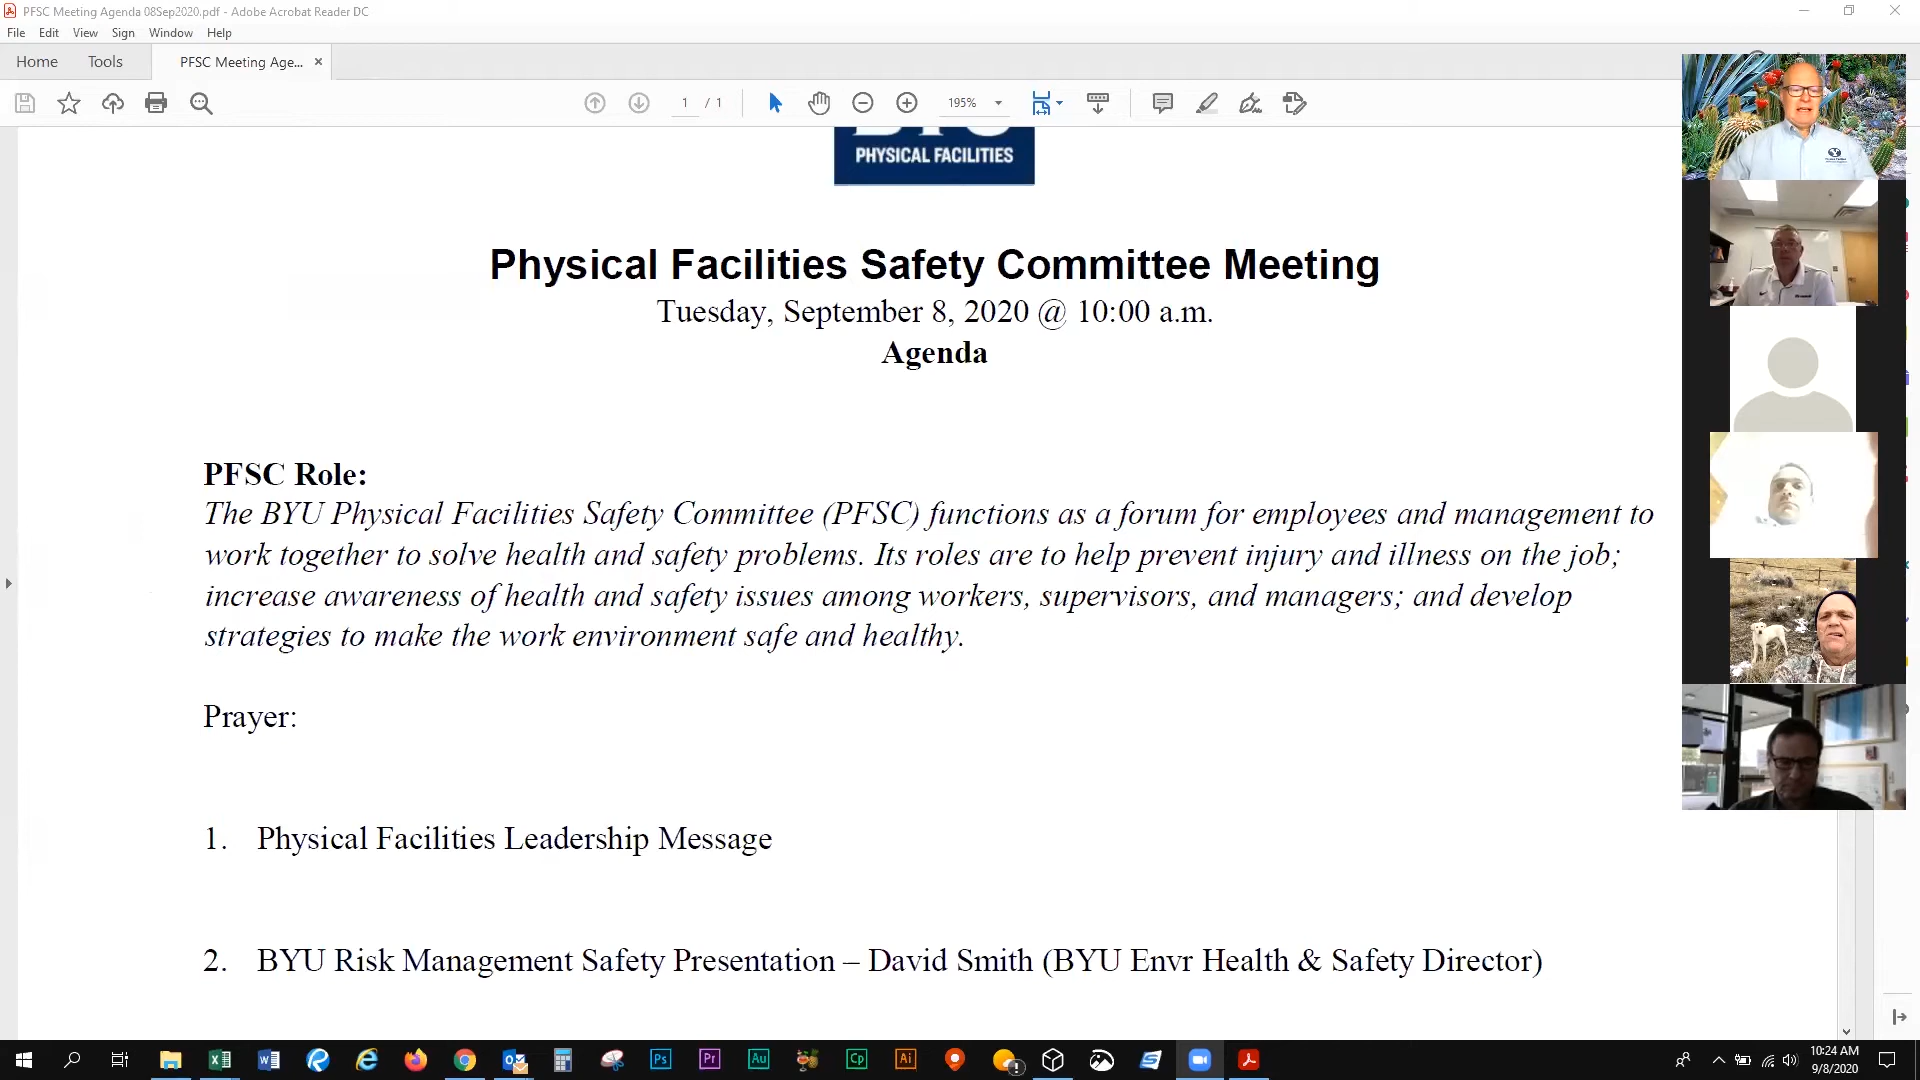 PFSC Meeting Agenda 08Sep2020.pdf - Adobe Acrobat Reader DC
File Edit View Sign Window Help
Home Tools PFSC Meeting Age... ×
1 / 1 195%
PHYSICAL FACILITIES
Physical Facilities Safety Committee Meeting
Tuesday, September 8, 2020 @ 10:00 a.m.
Agenda
PFSC Role:
The BYU Physical Facilities Safety Committee (PFSC) functions as a forum for employees and management to
work together to solve health and safety problems. Its roles are to help prevent injury and illness on the job;
increase awareness of health and safety issues among workers, supervisors, and managers; and develop
strategies to make the work environment safe and healthy.
Prayer:
1. Physical Facilities Leadership Message
2. BYU Risk Management Safety Presentation – David Smith (BYU Envr Health & Safety Director)
Ps Pr Au Cp Ai
10:24 AM
9/8/2020